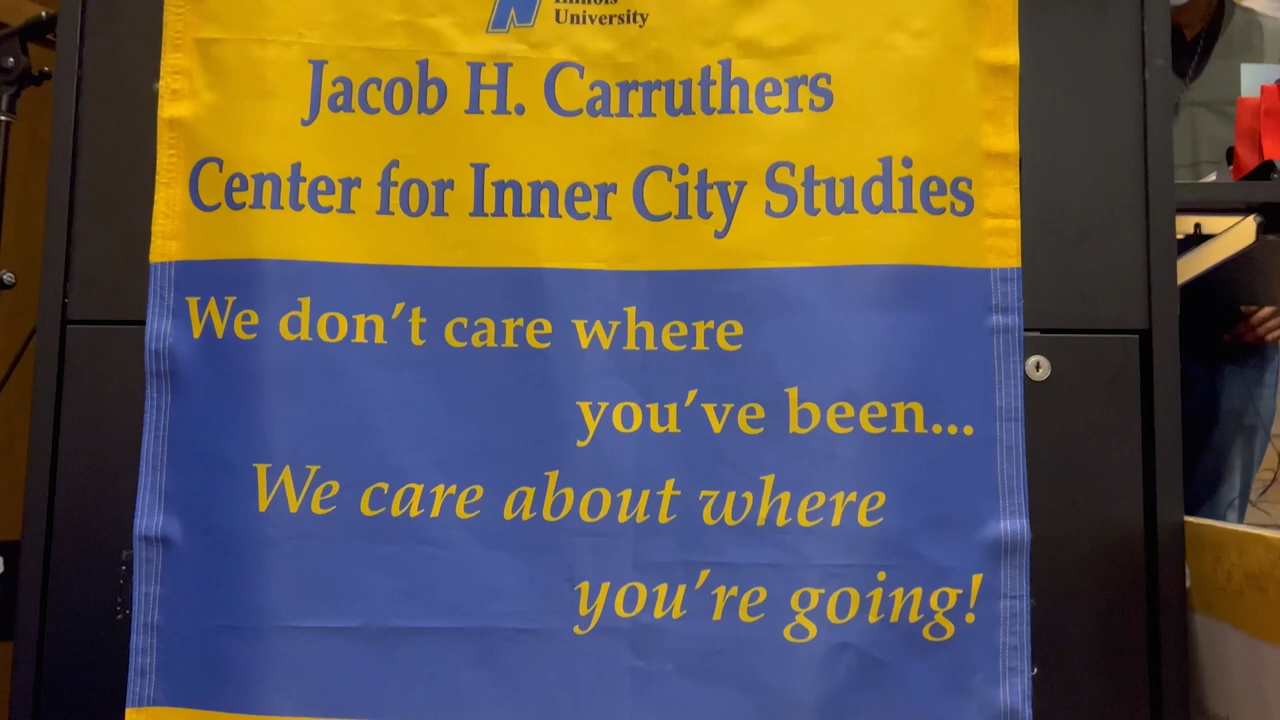 Illinois
University
Jacob H. Carruthers
Center for Inner City Studies
We don't care where
you've been...
We care about where
you're going!